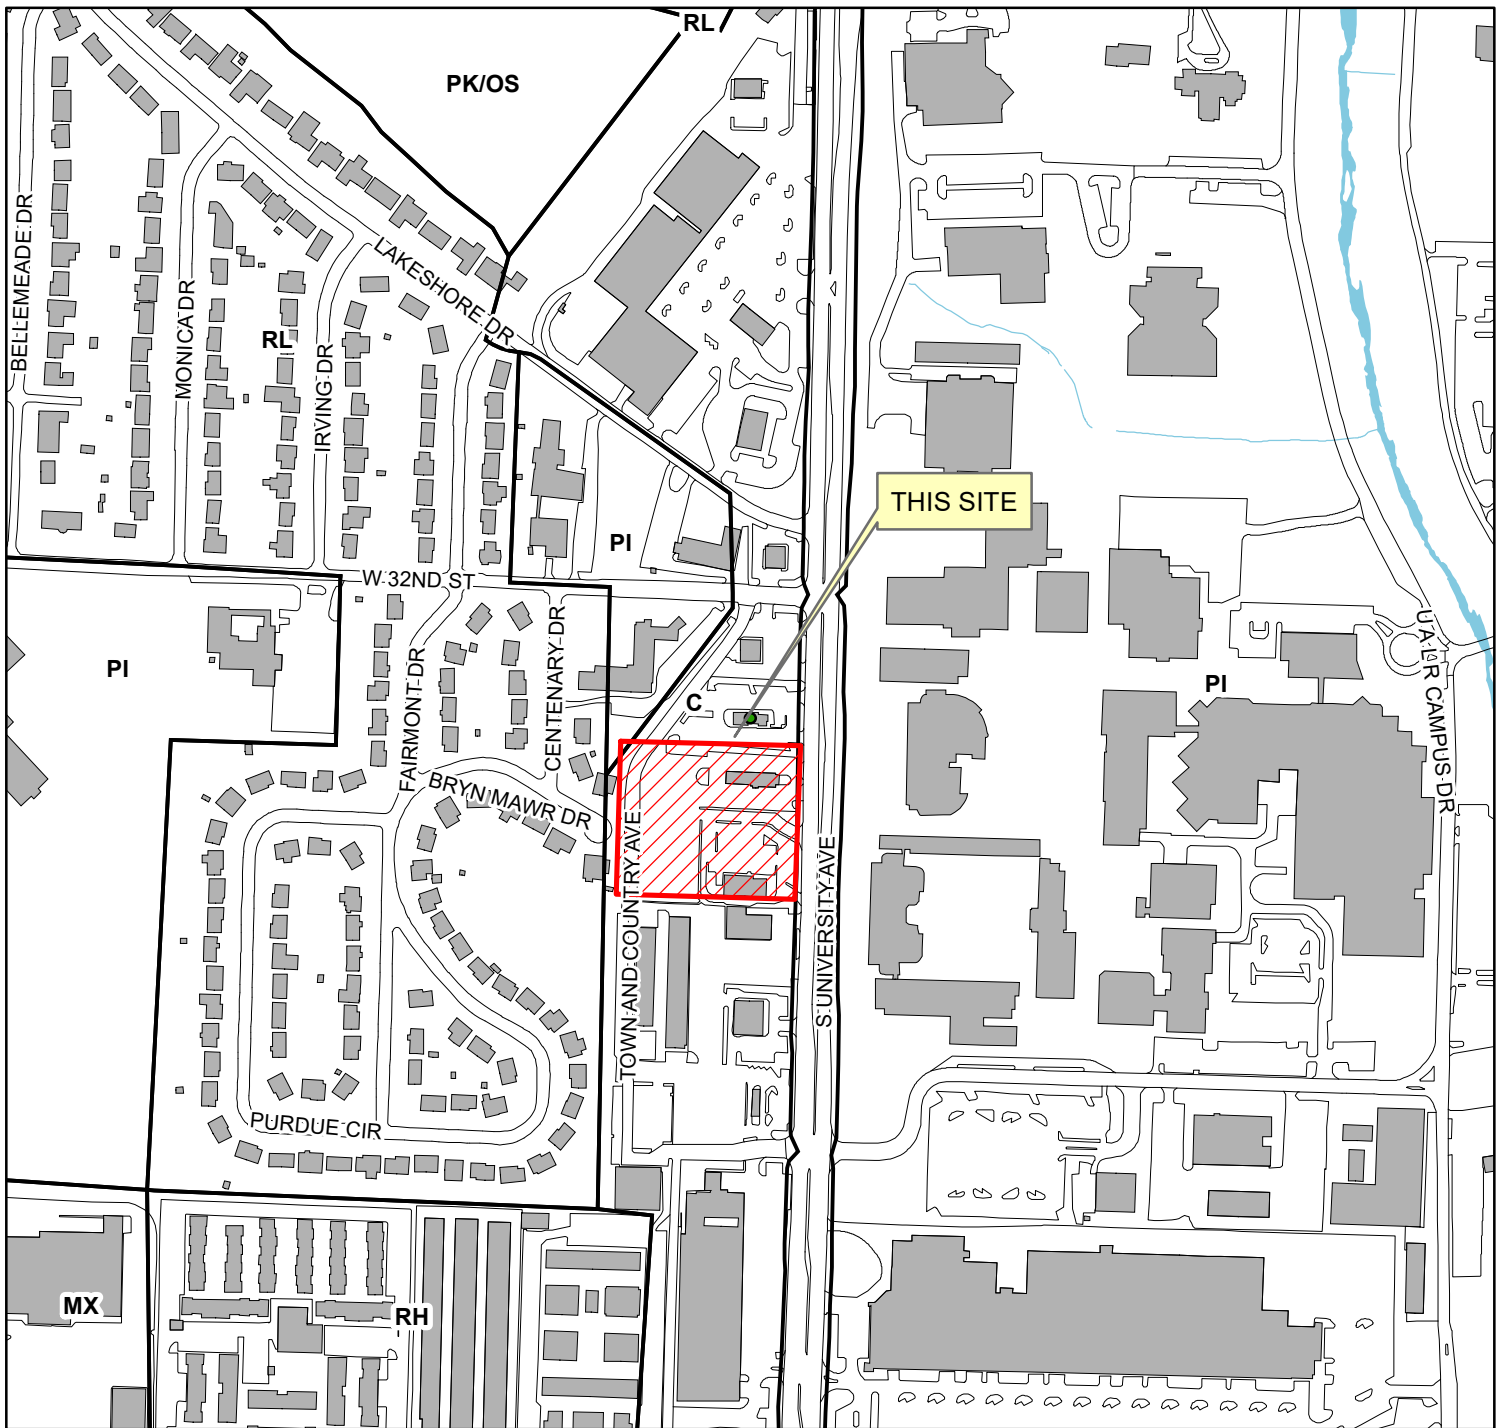 RL
PK/OS
BELLEMEADE DR
MONICA DR
RL
IRVING DR
LAKESHORE DR
THIS SITE
PI
W 32ND ST
PI
FAIRMONT DR
CENTENARY DR
C
PI
U A L R CAMPUS DR
BRYN MAWR DR
TOWN AND COUNTRY AVE
S UNIVERSITY AVE
PURDUE CIR
MX
RH